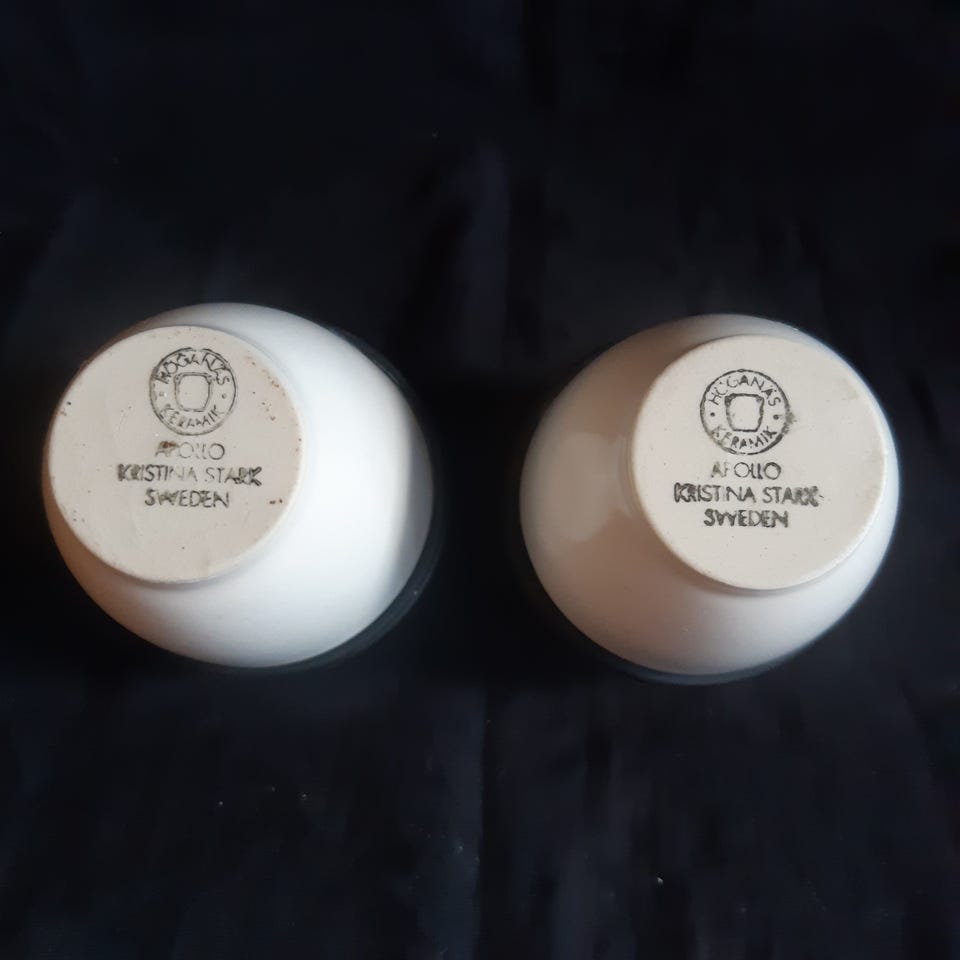 HÖGANÄS
KERAMIK
APOLLO
KRISTINA STARK
SWEDEN
HÖGANÄS
KERAMIK
APOLLO
KRISTINA STARK
SWEDEN